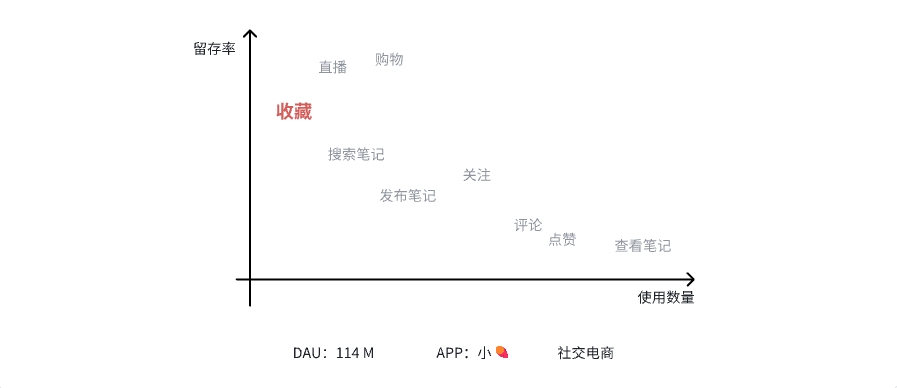 留存率
购物
直播
收藏
搜索笔记
关注
发布笔记
评论
点赞
查看笔记
使用数量
DAU：114 M APP：小 社交电商